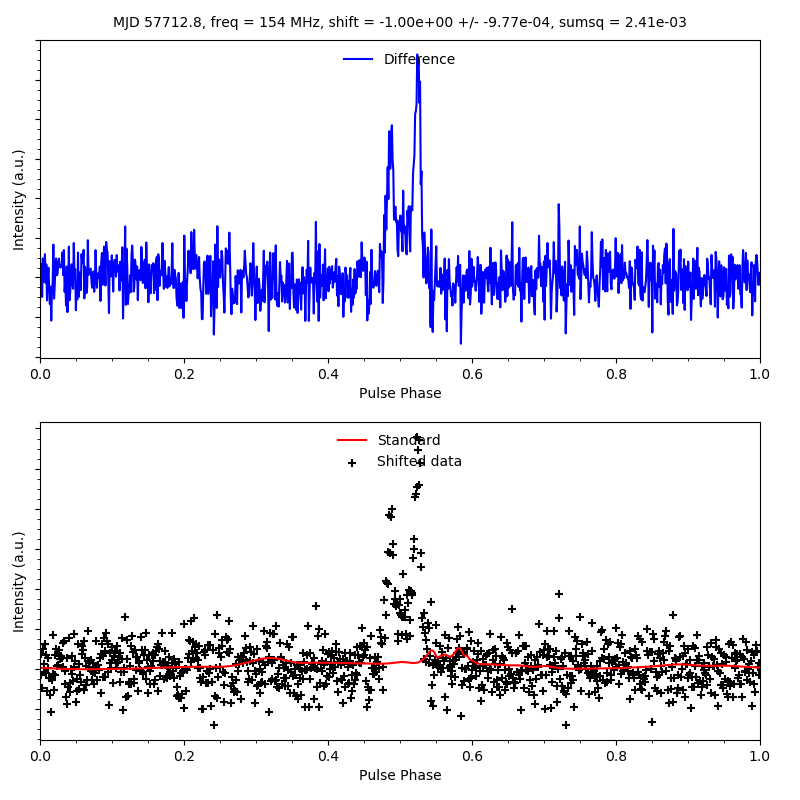 MJD 57712.8, freq = 154 MHz, shift = -1.00e+00 +/- -9.77e-04, sumsq = 2.41e-03
Difference
Intensity (a.u.)
0.0 0.2 0.4 0.6 0.8 1.0
Pulse Phase
Standard
Shifted data
Intensity (a.u.)
0.0 0.2 0.4 0.6 0.8 1.0
Pulse Phase